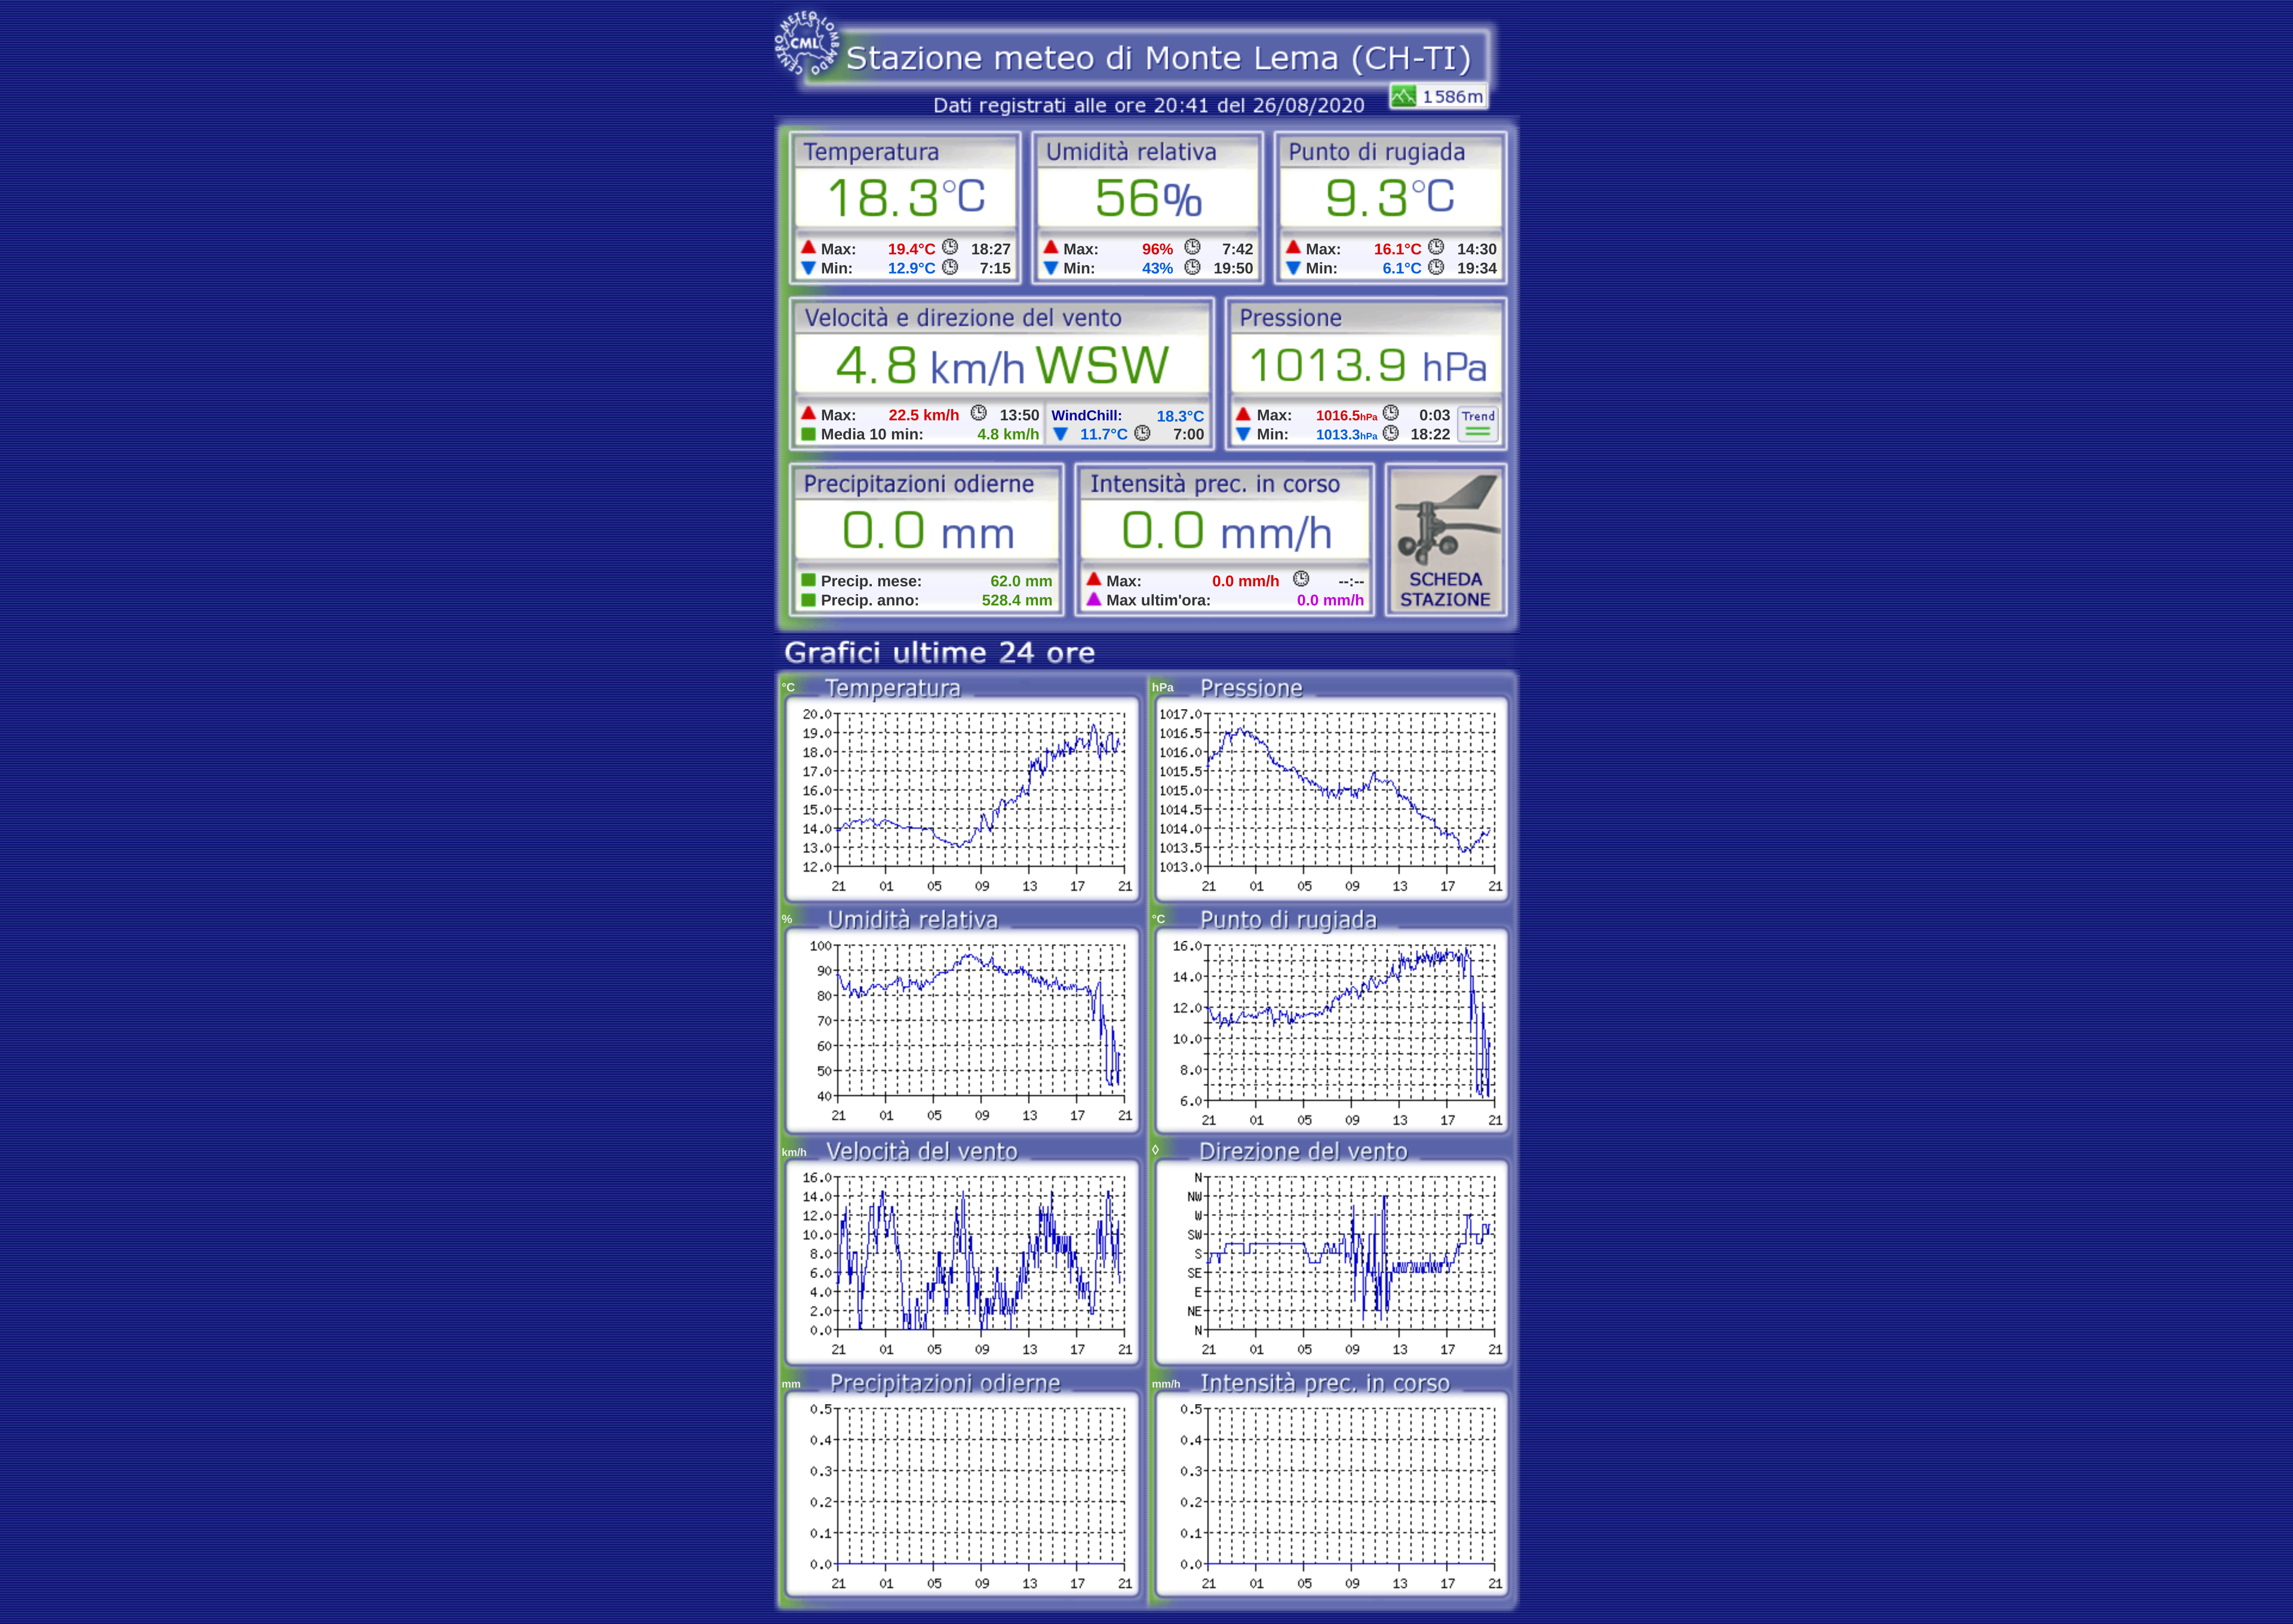 CENTRO METEO LOMBARDO
CML
Stazione meteo di Monte Lema (CH-TI)
Dati registrati alle ore 20:41 del 26/08/2020
1586m
Temperatura Umidità relativa Punto di rugiada
18.3°C 56% 9.3°C
Max: 19.4°C 18:27 Max: 96% 7:42 Max: 16.1°C 14:30
Min: 12.9°C 7:15 Min: 43% 19:50 Min: 6.1°C 19:34
Velocità e direzione del vento Pressione
4.8 km/h WSW 1013.9 hPa
Max: 22.5 km/h 13:50 WindChill: 18.3°C Max: 1016.5hPa 0:03 Trend
Media 10 min: 4.8 km/h 11.7°C 7:00 Min: 1013.3hPa 18:22
Precipitazioni odierne Intensità prec. in corso
0.0 mm 0.0 mm/h
Precip. mese: 62.0 mm Max: 0.0 mm/h --:-- SCHEDA
Precip. anno: 528.4 mm Max ultim'ora: 0.0 mm/h STAZIONE
Grafici ultime 24 ore
°C Temperatura hPa Pressione
20.0 1017.0
19.0 1016.5
18.0 1016.0
17.0 1015.5
16.0 1015.0
15.0 1014.5
14.0 1014.0
13.0 1013.5
12.0 1013.0
21 01 05 09 13 17 21 21 01 05 09 13 17 21
% Umidità relativa °C Punto di rugiada
100 16.0
90 14.0
80 12.0
70 10.0
60 8.0
50 6.0
40
21 01 05 09 13 17 21 21 01 05 09 13 17 21
km/h Velocità del vento ◊ Direzione del vento
16.0 N
14.0 NW
12.0 W
10.0 SW
8.0 S
6.0 SE
4.0 E
2.0 NE
0.0 N
21 01 05 09 13 17 21 21 01 05 09 13 17 21
mm Precipitazioni odierne mm/h Intensità prec. in corso
0.5 0.5
0.4 0.4
0.3 0.3
0.2 0.2
0.1 0.1
0.0 0.0
21 01 05 09 13 17 21 21 01 05 09 13 17 21